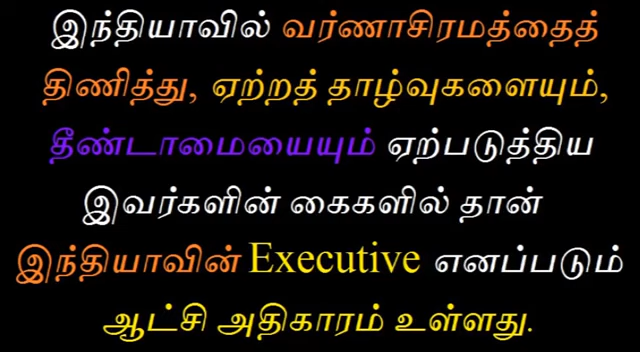 இந்தியாவில் வர்ணாசிரமத்தைத்
திணித்து, ஏற்றத் தாழ்வுகளையும்,
தீண்டாமையையும் ஏற்படுத்திய
இவர்களின் கைகளில் தான்
இந்தியாவின் Executive எனப்படும்
ஆட்சி அதிகாரம் உள்ளது.